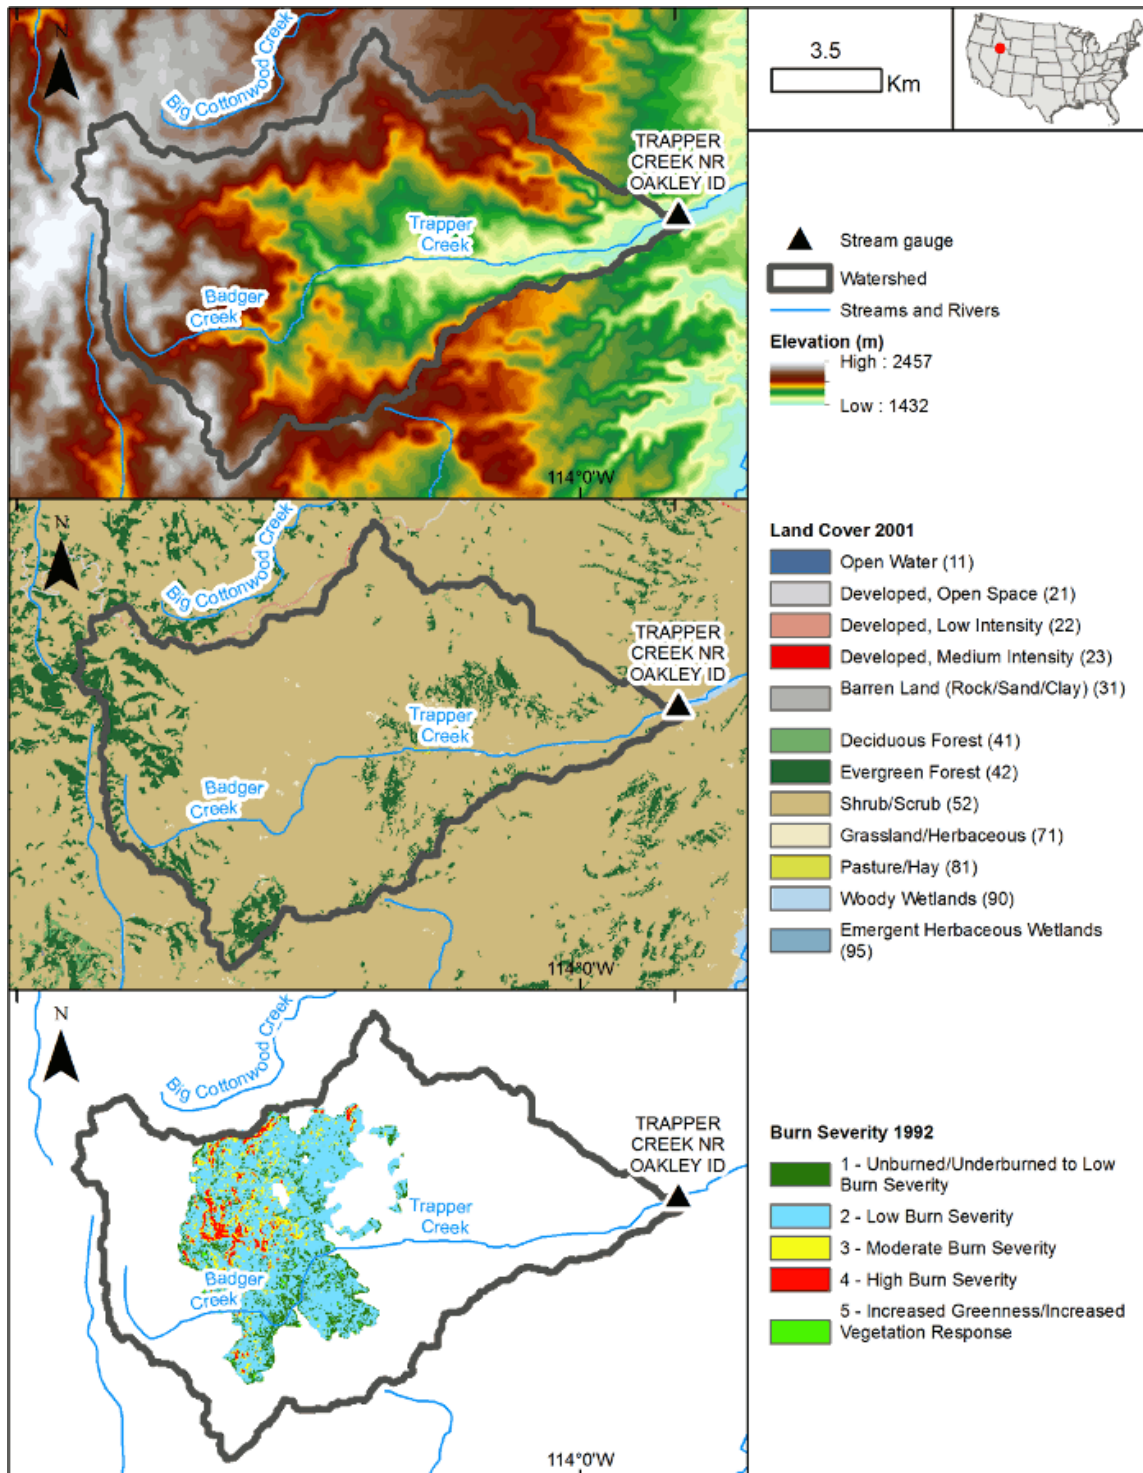 N
Big Cottonwood Creek
TRAPPER
CREEK NR
OAKLEY ID
Trapper
Creek
Badger
Creek
114°0'W
3.5
Km
Stream gauge
Watershed
Streams and Rivers
Elevation (m)
High : 2457
Low : 1432
N
Big Cottonwood Creek
TRAPPER
CREEK NR
OAKLEY ID
Trapper
Creek
Badger
Creek
114°0'W
Land Cover 2001
Open Water (11)
Developed, Open Space (21)
Developed, Low Intensity (22)
Developed, Medium Intensity (23)
Barren Land (Rock/Sand/Clay) (31)
Deciduous Forest (41)
Evergreen Forest (42)
Shrub/Scrub (52)
Grassland/Herbaceous (71)
Pasture/Hay (81)
Woody Wetlands (90)
Emergent Herbaceous Wetlands
(95)
N
Big Cottonwood Creek
TRAPPER
CREEK NR
OAKLEY ID
Trapper
Creek
Badger
Creek
114°0'W
Burn Severity 1992
1 - Unburned/Underburned to Low
Burn Severity
2 - Low Burn Severity
3 - Moderate Burn Severity
4 - High Burn Severity
5 - Increased Greenness/Increased
Vegetation Response